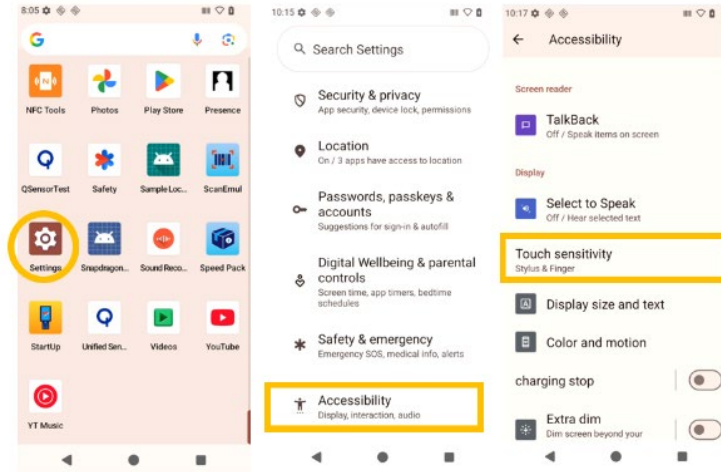 8:05
NFC Tools
Photos
Play Store
Presence
QSensorTest
Safety
Sample Loc...
ScanEmul
Settings
Snapdragon...
Sound Reco...
Speed Pack
StartUp
Unified Sen...
Videos
YouTube
YT Music
10:15
Search Settings
Security & privacy
App security, device lock, permissions
Location
On / 3 apps have access to location
Passwords, passkeys &
accounts
Suggestions for sign-in & autofill
Digital Wellbeing & parental
controls
Screen time, app timers, bedtime
schedules
Safety & emergency
Emergency SOS, medical info, alerts
Accessibility
Display, interaction, audio
10:17
Accessibility
Screen reader
TalkBack
Off / Speak items on screen
Display
Select to Speak
Off / Hear selected text
Touch sensitivity
Stylus & Finger
Display size and text
Color and motion
charging stop
Extra dim
Dim screen beyond your